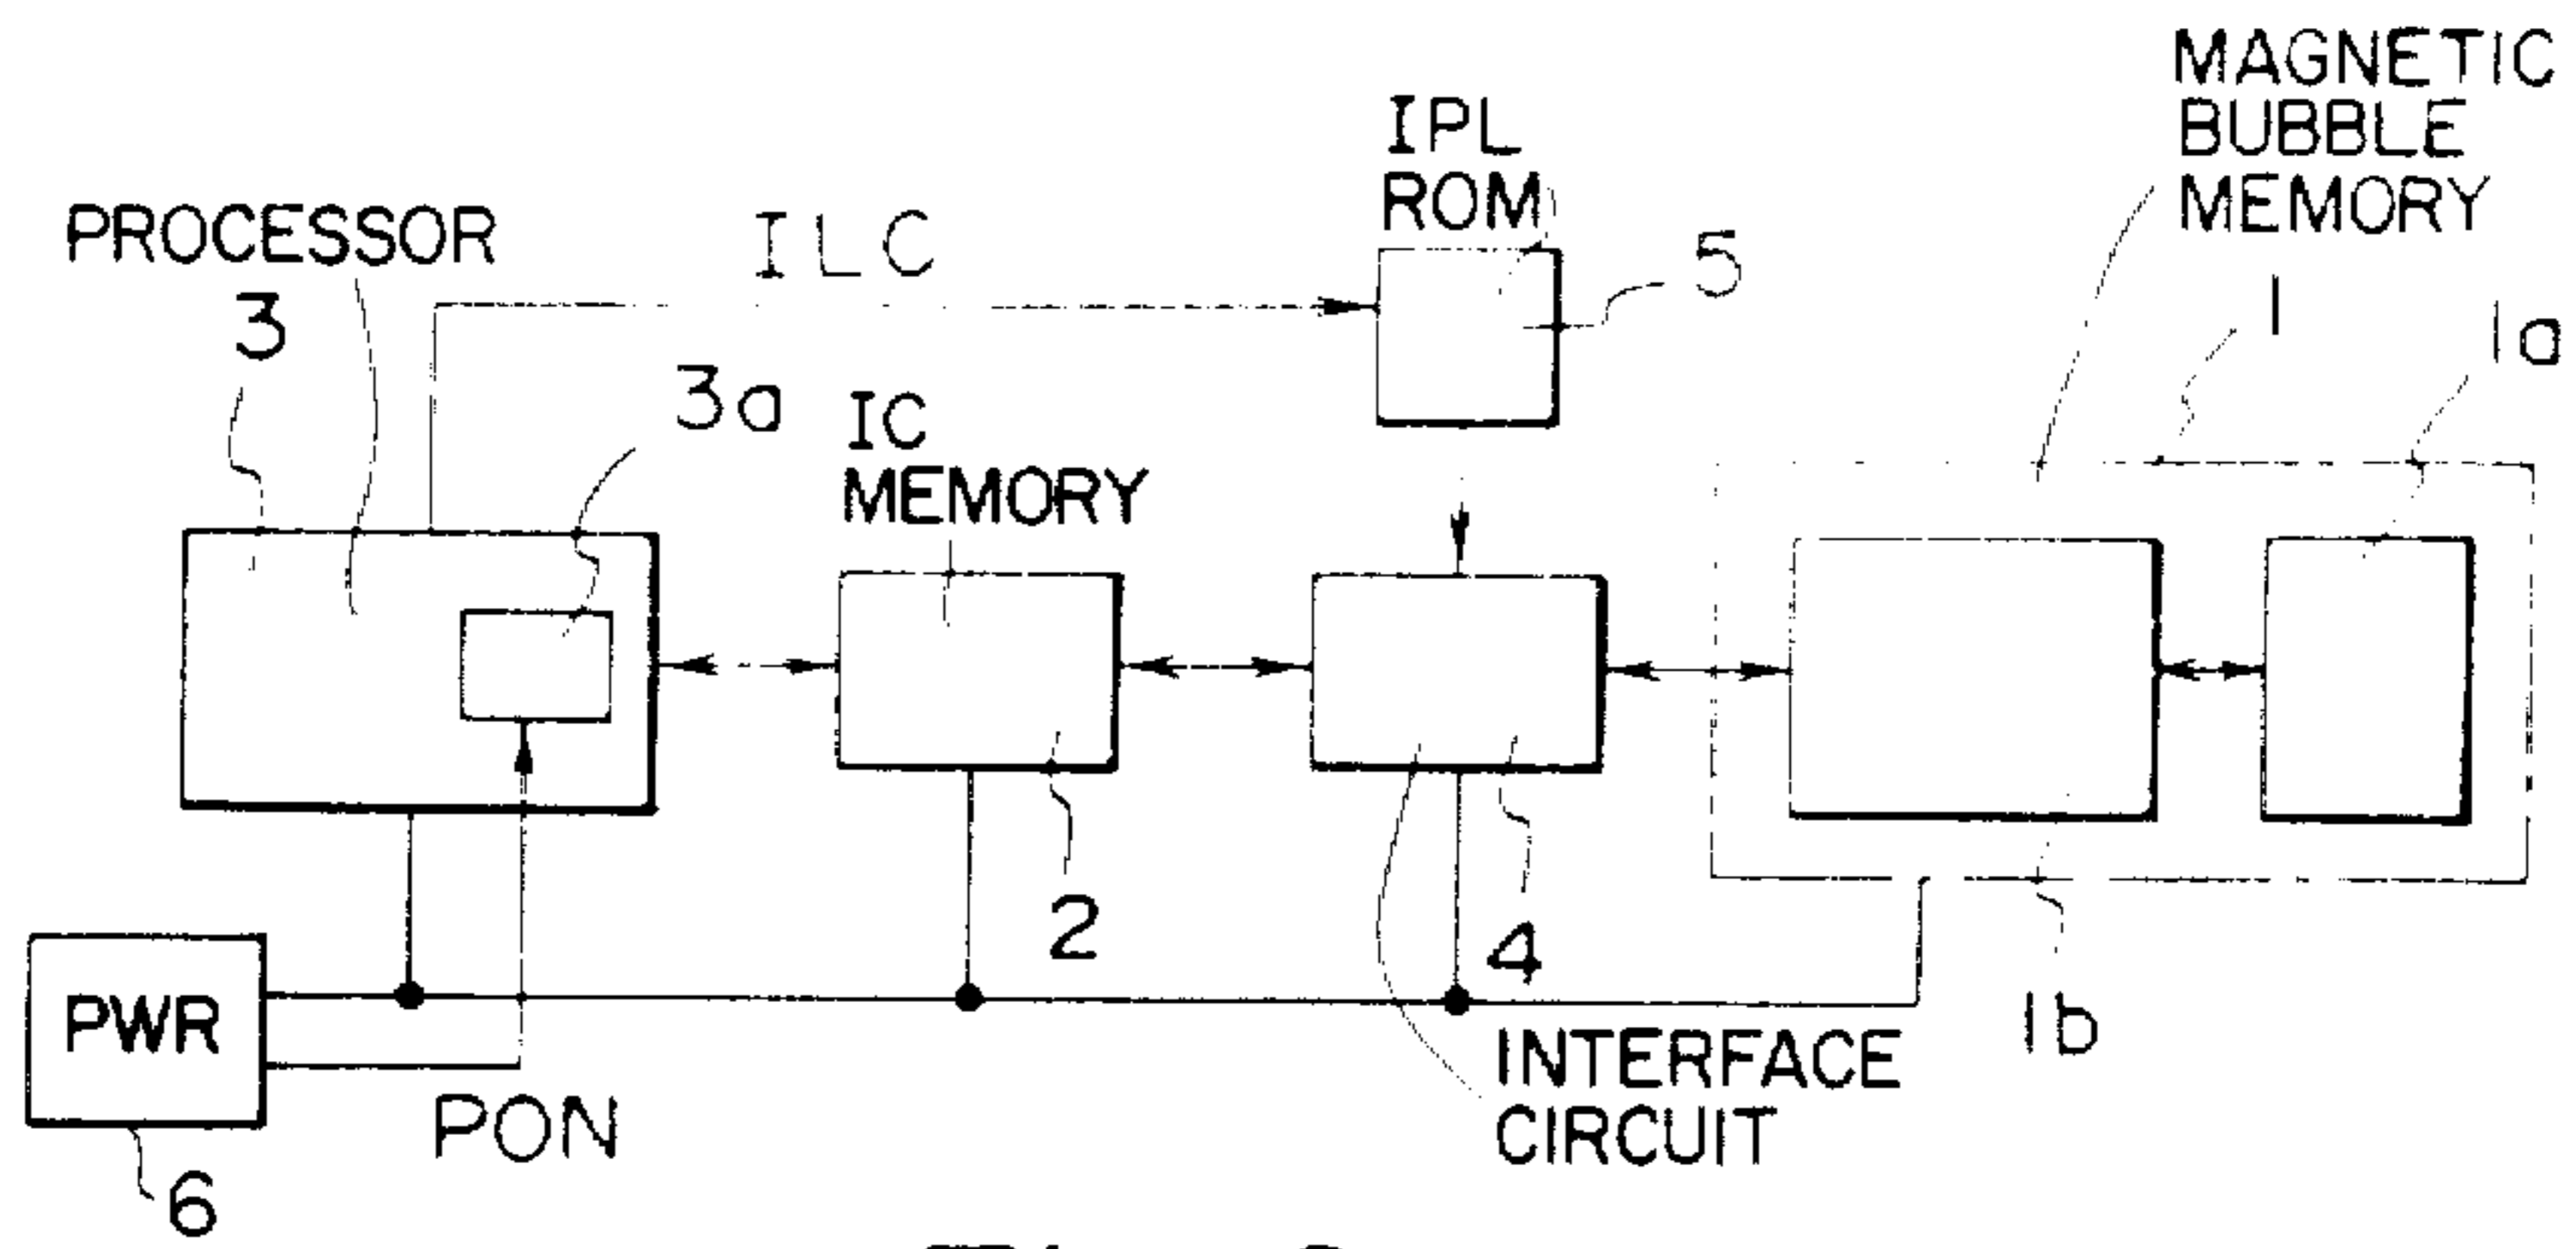 MAGNETIC
BUBBLE
MEMORY
IPL
ROM
PROCESSOR
ILC
5
1
1a
3
3a
IC
MEMORY
2
4
1b
PWR
INTERFACE
CIRCUIT
PON
6